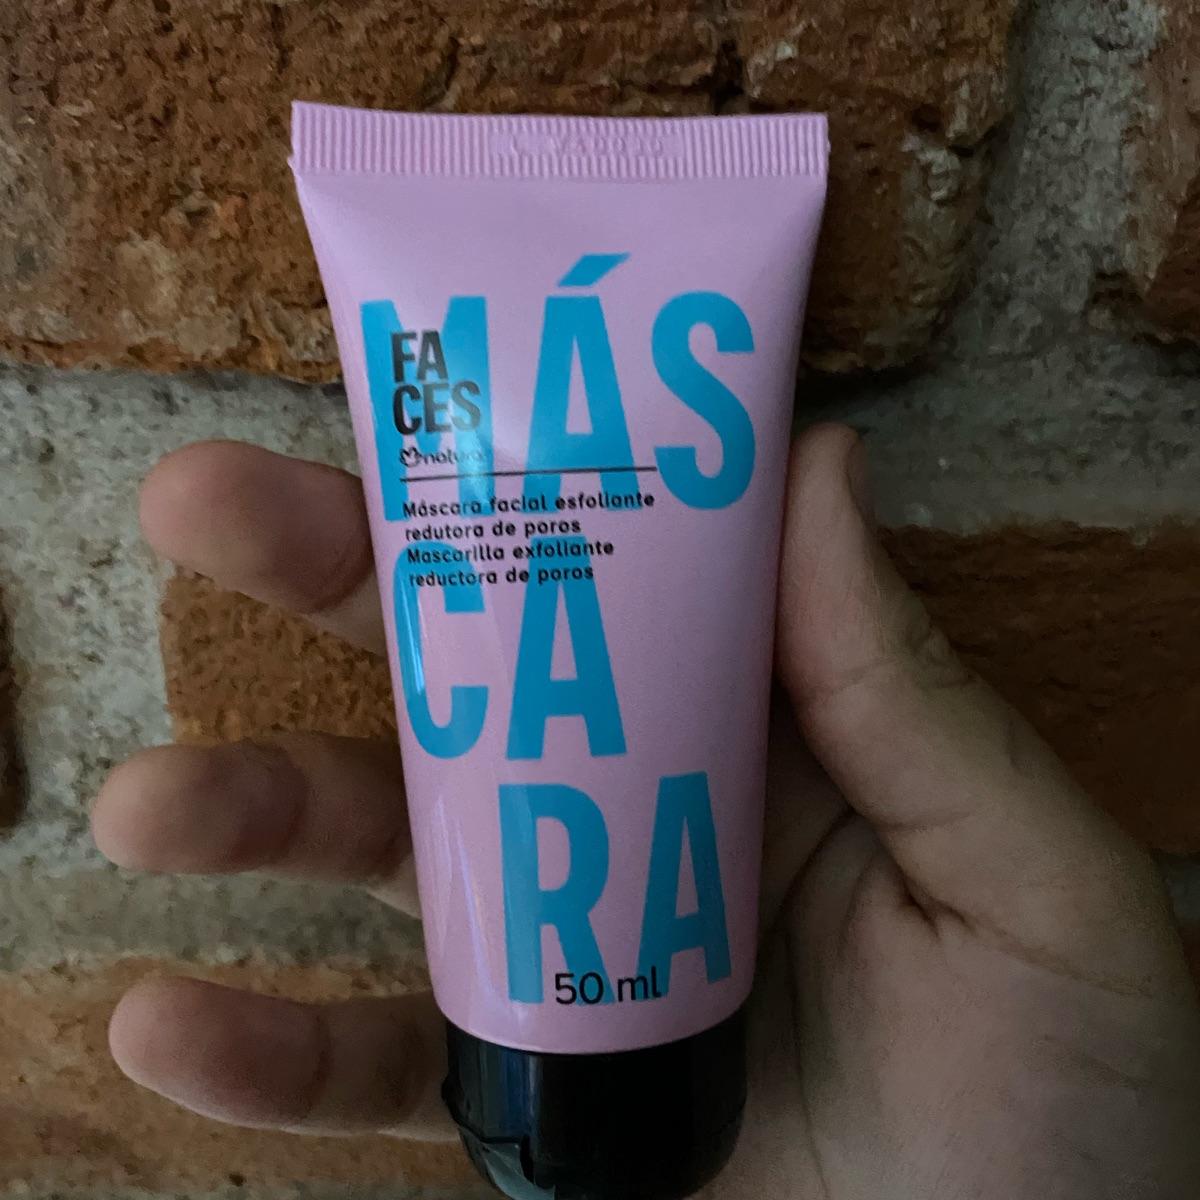 MÁS
CA
RA
FA
CES
natura
Máscara facial esfoliante
redutora de poros
Mascarilla exfoliante
reductora de poros
50 ml